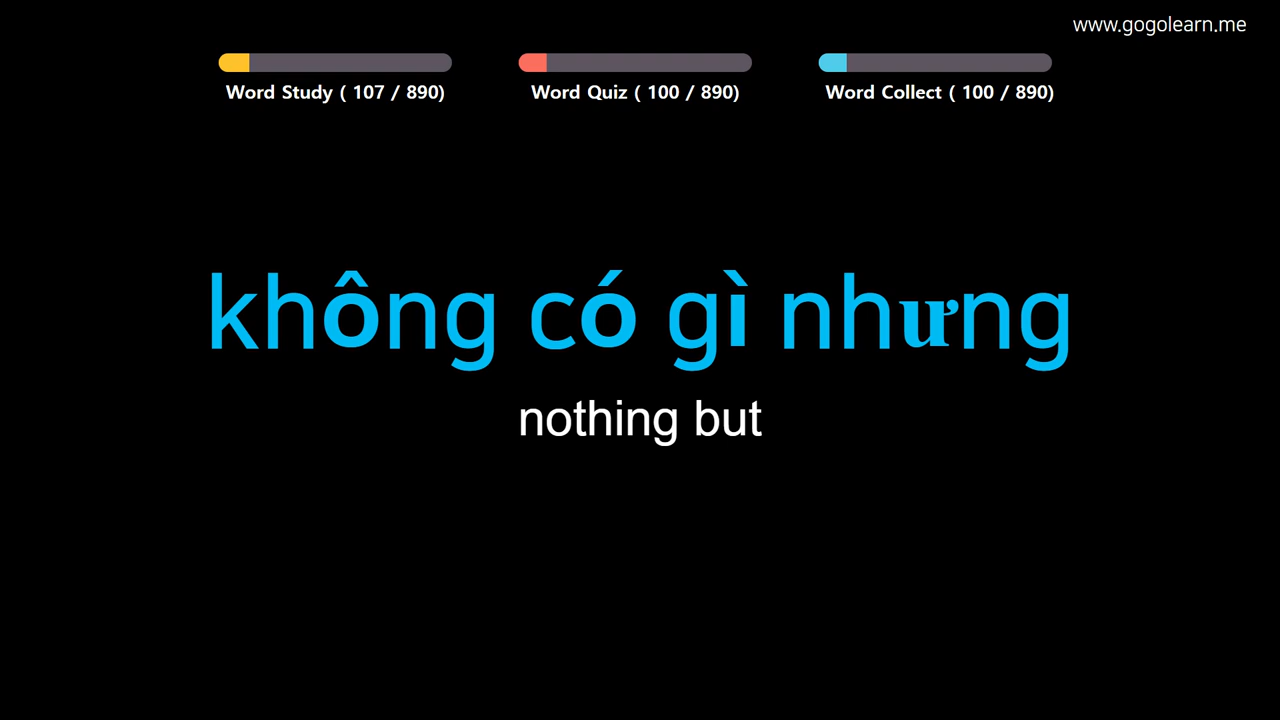 www.gogolearn.me
Word Study ( 107 / 890)
Word Quiz ( 100 / 890)
Word Collect ( 100 / 890)
không có gì nhưng
nothing but